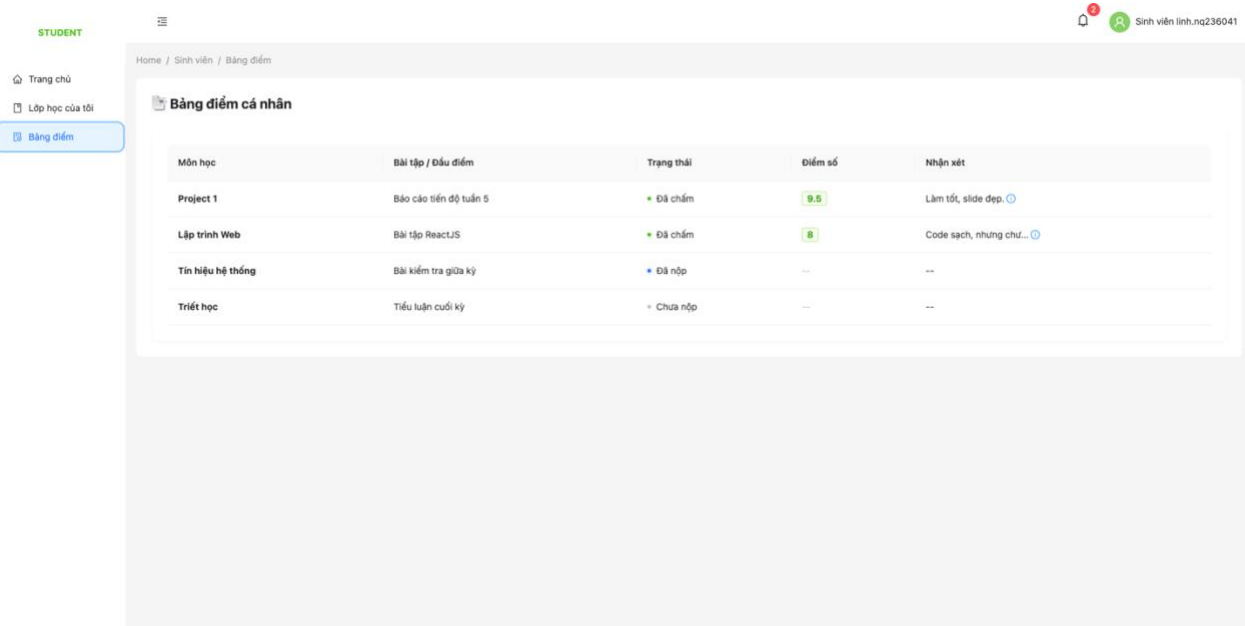 STUDENT
2
Sinh viên linh.nq236041
Home / Sinh viên / Bảng điểm
Trang chủ
Lớp học của tôi
Bảng điểm
Bảng điểm cá nhân
Môn học Bài tập / Đầu điểm Trạng thái Điểm số Nhận xét
Project 1 Báo cáo tiến độ tuần 5 Đã chấm 9.5 Làm tốt, slide đẹp.
Lập trình Web Bài tập ReactJS Đã chấm 8 Code sạch, nhưng chư...
Tín hiệu hệ thống Bài kiểm tra giữa kỳ Đã nộp -- --
Triết học Tiểu luận cuối kỳ Chưa nộp -- --